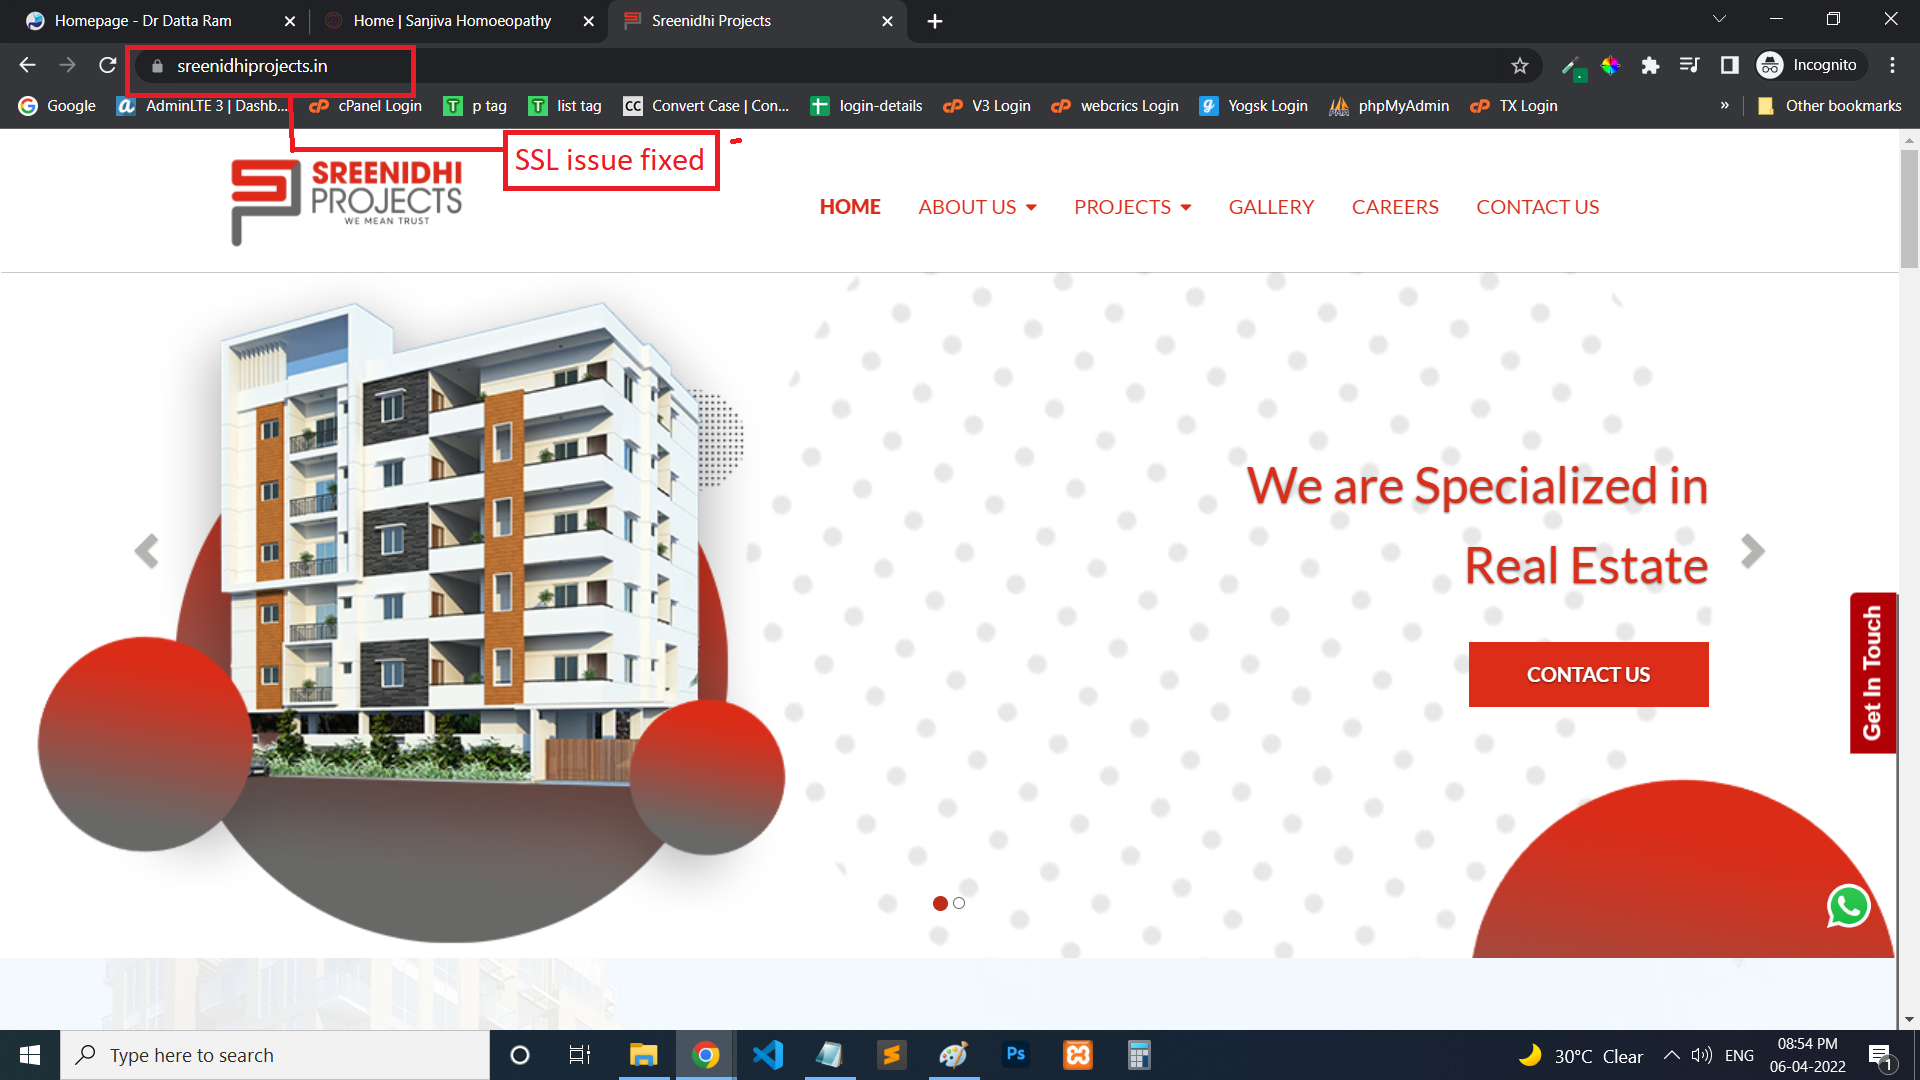 Homepage - Dr Datta Ram
Home | Sanjiva Homoeopathy
Sreenidhi Projects
sreenidhiprojects.in
Incognito
Google
AdminLTE 3 | Dashb...
cPanel Login
p tag
list tag
CC
Convert Case | Con...
login-details
V3 Login
webcrics Login
Yogsk Login
phpMyAdmin
TX Login
»
Other bookmarks
SSL issue fixed
SREENIDHI
PROJECTS
WE MEAN TRUST
HOME
ABOUT US
PROJECTS
GALLERY
CAREERS
CONTACT US
We are Specialized in
Real Estate
CONTACT US
Get In Touch
Type here to search
Ps
30°C Clear
ENG
08:54 PM
06-04-2022
1